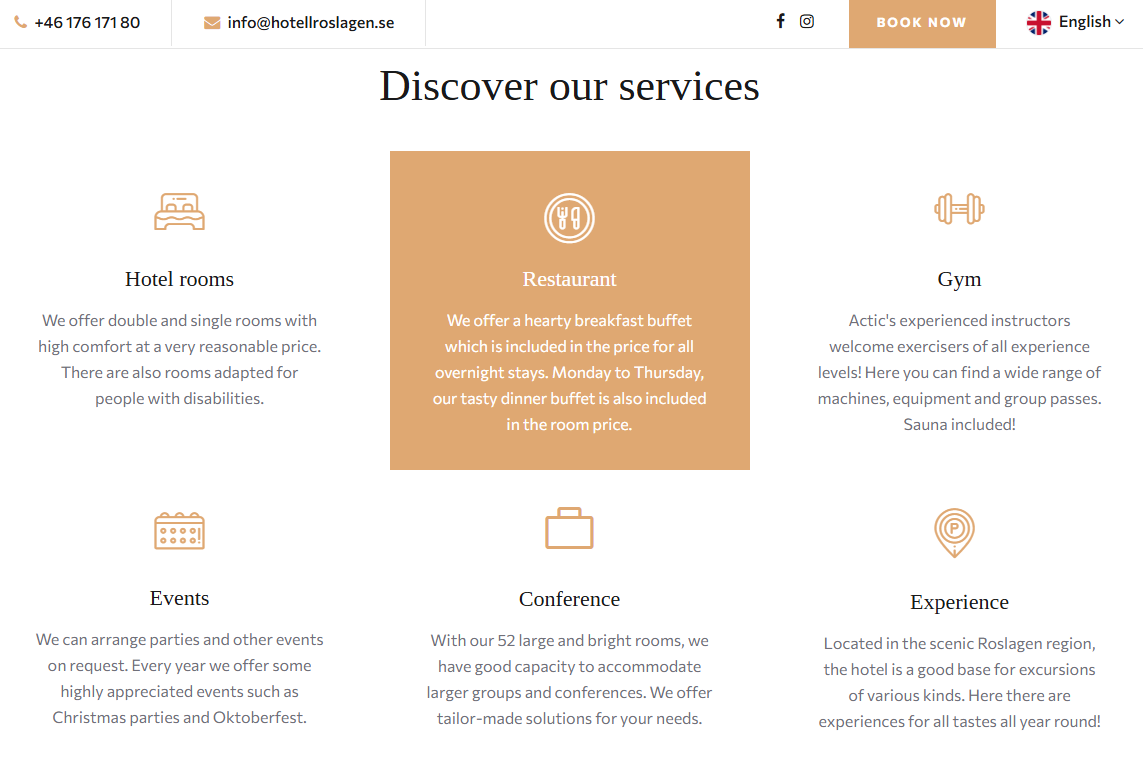 +46 176 171 80
info@hotellroslagen.se
BOOK NOW
English
Discover our services
Hotel rooms
We offer double and single rooms with
high comfort at a very reasonable price.
There are also rooms adapted for
people with disabilities.
Restaurant
We offer a hearty breakfast buffet
which is included in the price for all
overnight stays. Monday to Thursday,
our tasty dinner buffet is also included
in the room price.
Gym
Actic's experienced instructors
welcome exercisers of all experience
levels! Here you can find a wide range of
machines, equipment and group passes.
Sauna included!
Events
We can arrange parties and other events
on request. Every year we offer some
highly appreciated events such as
Christmas parties and Oktoberfest.
Conference
With our 52 large and bright rooms, we
have good capacity to accommodate
larger groups and conferences. We offer
tailor-made solutions for your needs.
P
Experience
Located in the scenic Roslagen region,
the hotel is a good base for excursions
of various kinds. Here there are
experiences for all tastes all year round!